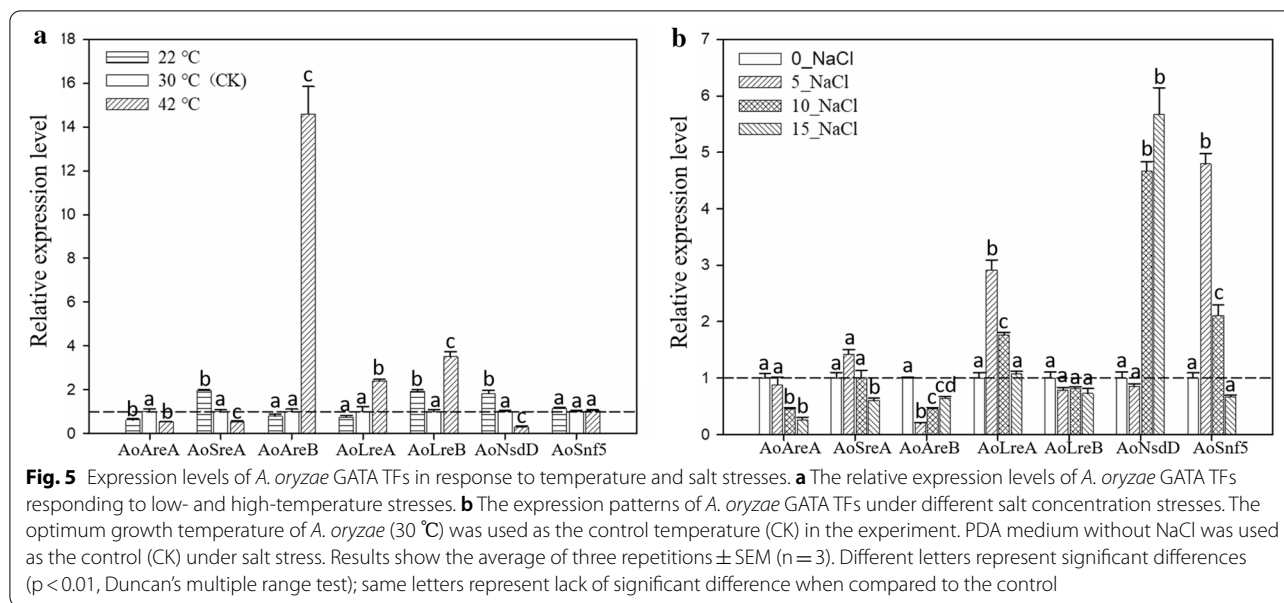 a
18
16
14
12
10
8
6
4
2
0
Relative expression level
22 ℃
30 ℃ (CK)
42 ℃
b a b
b a c
a a c
a a b
b a c
b a c
a a a
AoAreA AoSreA AoAreB AoLreA AoLreB AoNsdD AoSnf5
b
7
6
5
4
3
2
1
0
Relative expression level
0_NaCl
5_NaCl
10_NaCl
15_NaCl
a a b b
a a a b
a b c cd
a b c a
a a a a
a a b b
a b c a
AoAreA AoSreA AoAreB AoLreA AoLreB AoNsdD AoSnf5
Fig. 5 Expression levels of A. oryzae GATA TFs in response to temperature and salt stresses. a The relative expression levels of A. oryzae GATA TFs
responding to low- and high-temperature stresses. b The expression patterns of A. oryzae GATA TFs under different salt concentration stresses. The
optimum growth temperature of A. oryzae (30 ℃) was used as the control temperature (CK) in the experiment. PDA medium without NaCl was used
as the control (CK) under salt stress. Results show the average of three repetitions ± SEM (n = 3). Different letters represent significant differences
(p < 0.01, Duncan's multiple range test); same letters represent lack of significant difference when compared to the control